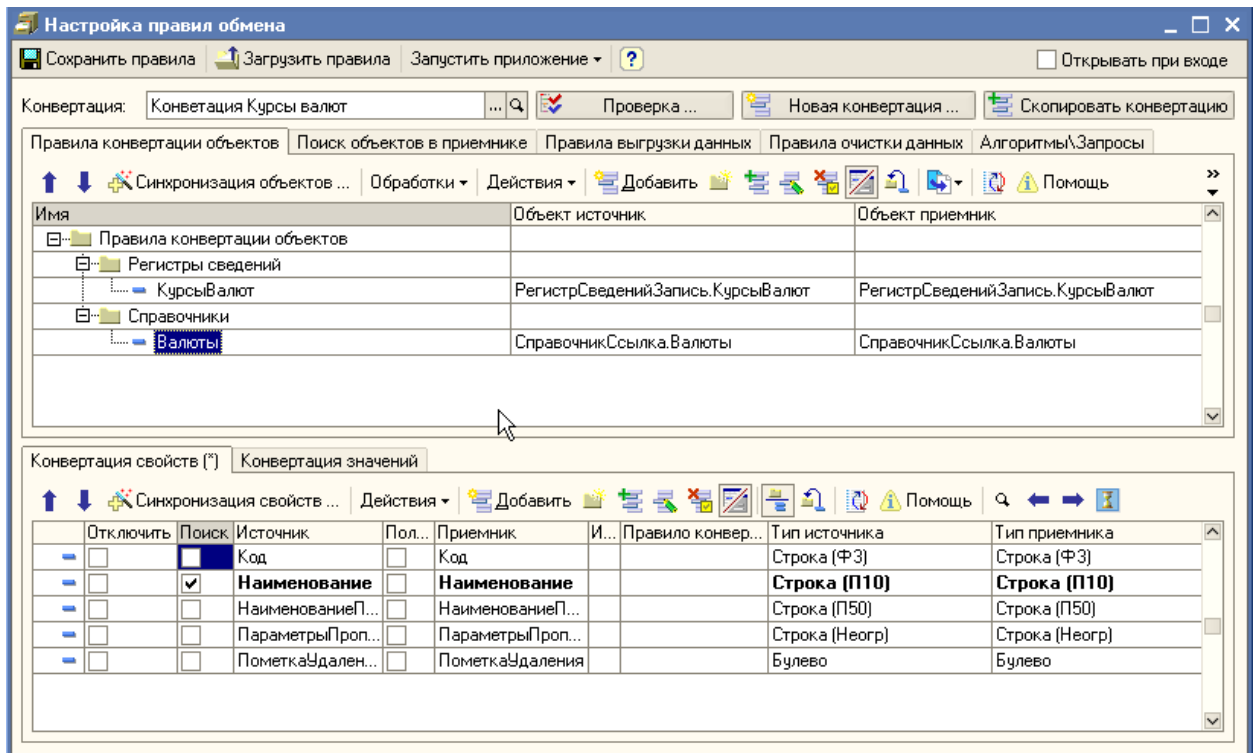 Настройка правил обмена
Сохранить правила Загрузить правила Запустить приложение ? Открывать при входе
Конвертация: Конветация Курсы валют ... Проверка ... Новая конвертация ... Скопировать конвертацию
Правила конвертации объектов Поиск объектов в приемнике Правила выгрузки данных Правила очистки данных Алгоритмы\Запросы
Синхронизация объектов ... Обработки Действия Добавить Помощь »
Имя Объект источник Объект приемник
Правила конвертации объектов
Регистры сведений
КурсыВалют РегистрСведенийЗапись.КурсыВалют РегистрСведенийЗапись.КурсыВалют
Справочники
Валюты СправочникСсылка.Валюты СправочникСсылка.Валюты
Конвертация свойств (*) Конвертация значений
Синхронизация свойств ... Действия Добавить Помощь
Отключить Поиск Источник Пол... Приемник И... Правило конвер... Тип источника Тип приемника
Код Код Строка (Ф3) Строка (Ф3)
Наименование Наименование Строка (П10) Строка (П10)
НаименованиеП... НаименованиеП... Строка (П50) Строка (П50)
ПараметрыПроп... ПараметрыПроп... Строка (Неогр) Строка (Неогр)
ПометкаУдален... ПометкаУдаления Булево Булево